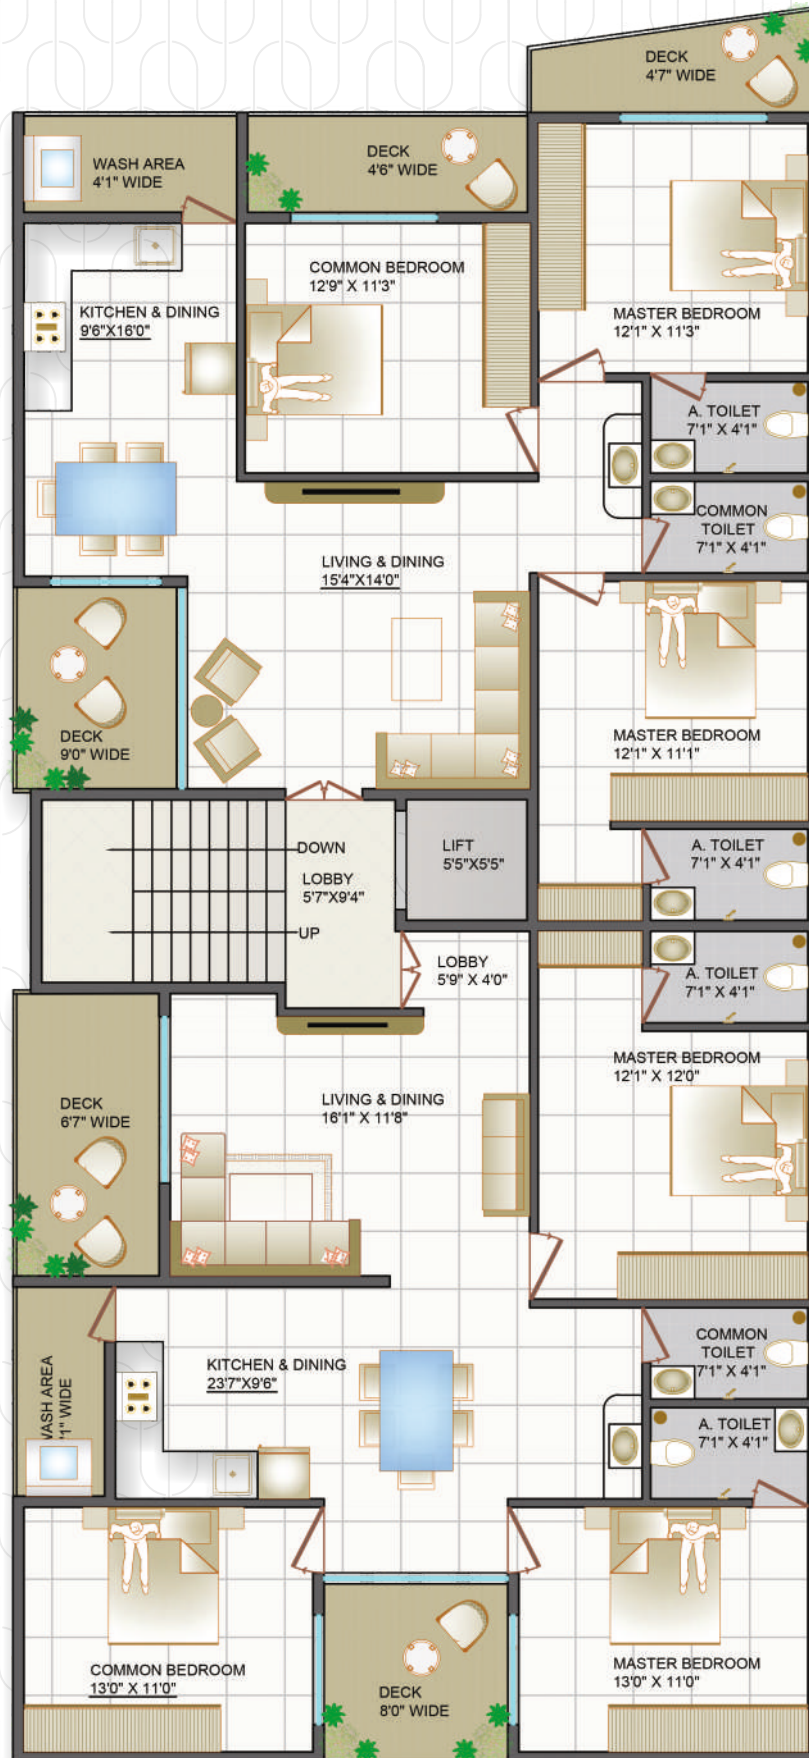 DECK
4'7" WIDE
WASH AREA
4'1" WIDE
DECK
4'6" WIDE
COMMON BEDROOM
12'9" X 11'3"
KITCHEN & DINING
9'6"X16'0"
MASTER BEDROOM
12'1" X 11'3"
A. TOILET
7'1" X 4'1"
COMMON
TOILET
7'1" X 4'1"
LIVING & DINING
15'4"X14'0"
DECK
9'0" WIDE
MASTER BEDROOM
12'1" X 11'1"
DOWN
LOBBY
5'7"X9'4"
UP
LIFT
5'5"X5'5"
A. TOILET
7'1" X 4'1"
LOBBY
5'9" X 4'0"
A. TOILET
7'1" X 4'1"
MASTER BEDROOM
12'1" X 12'0"
DECK
6'7" WIDE
LIVING & DINING
16'1" X 11'8"
COMMON
TOILET
7'1" X 4'1"
KITCHEN & DINING
23'7"X9'6"
WASH AREA
'1" WIDE
A. TOILET
7'1" X 4'1"
COMMON BEDROOM
13'0" X 11'0"
DECK
8'0" WIDE
MASTER BEDROOM
13'0" X 11'0"